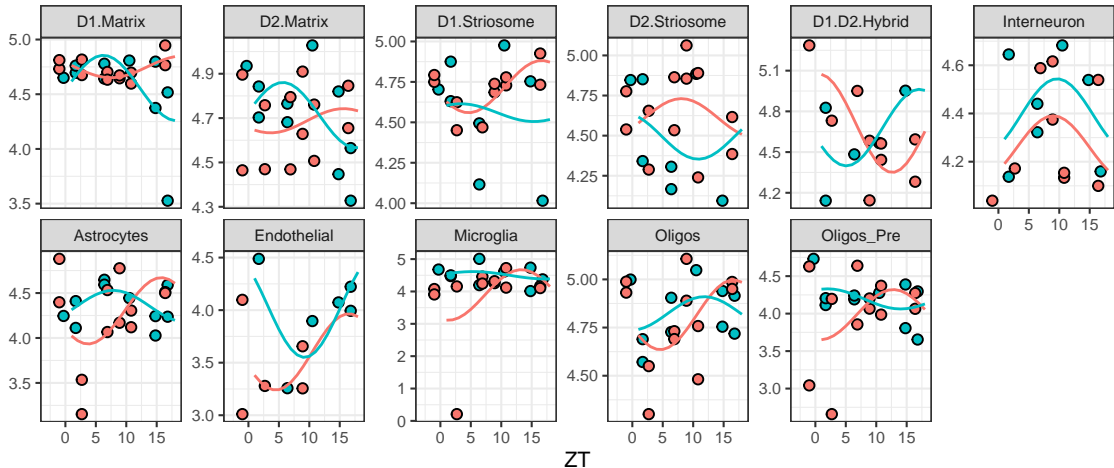 D1.Matrix D2.Matrix D1.Striosome D2.Striosome D1.D2.Hybrid Interneuron
5.0 4.5 4.0 3.5
4.9 4.7 4.5 4.3
5.00 4.75 4.50 4.25 4.00
5.00 4.75 4.50 4.25
5.1 4.8 4.5 4.2
4.6 4.4 4.2
0 5 10 15
Astrocytes Endothelial Microglia Oligos Oligos_Pre
4.5 4.0 3.5
4.5 4.0 3.5 3.0
5 4 3 2 1 0
5.00 4.75 4.50
4.5 4.0 3.5 3.0
0 5 10 15 0 5 10 15 0 5 10 15 0 5 10 15 0 5 10 15
ZT